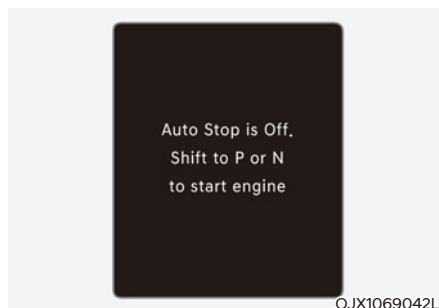 Auto Stop is Off.
Shift to P or N
to start engine
OJX1069042L